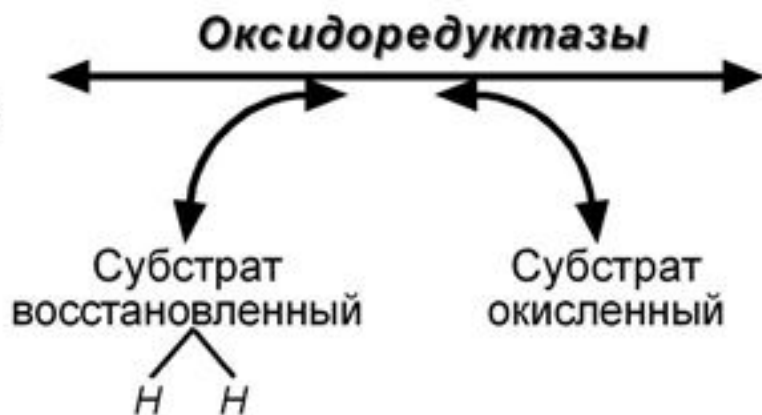 Оксидоредуктазы
Субстрат
восстановленный
H H
Субстрат
окисленный